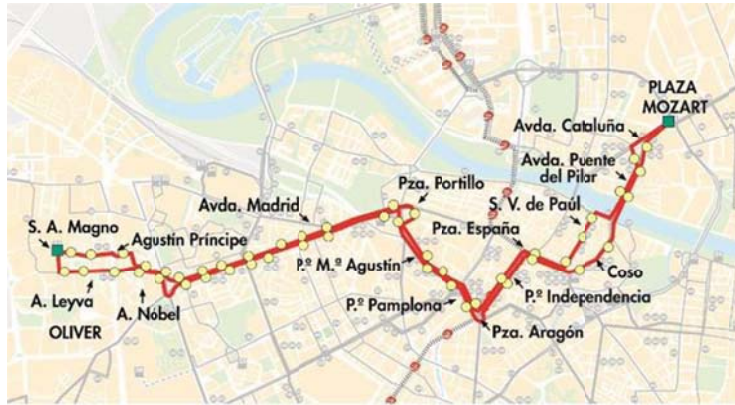 PLAZA
MOZART
Avda. Cataluña
Avda. Puente
del Pilar
Pza. Portillo
S. V. de Paúl
Avda. Madrid
S. A. Magno
Agustín Príncipe
Pza. España
P.º M.º Agustín
Coso
A. Leyva
A. Nóbel
P.º Pamplona
P.º Independencia
OLIVER
Pza. Aragón